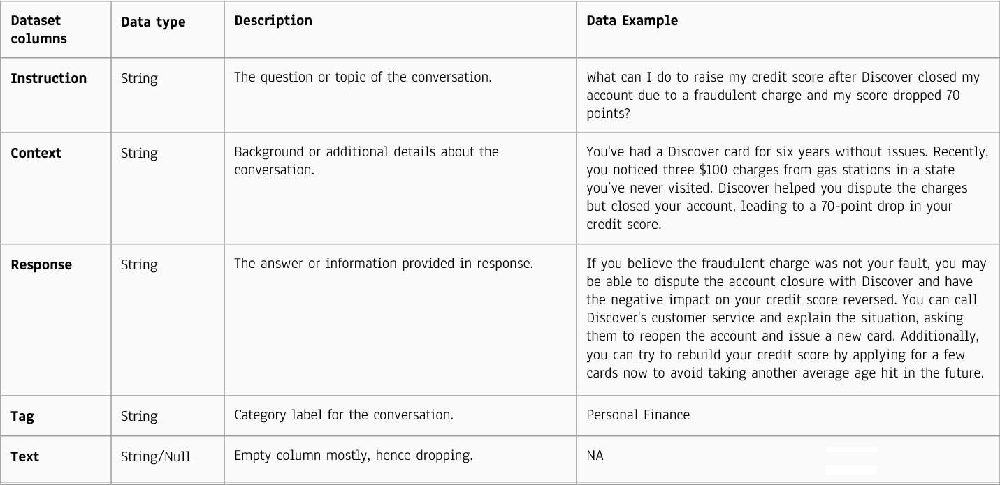 Dataset columns
Data type
Description
Data Example
Instruction
String
The question or topic of the conversation.
What can I do to raise my credit score after Discover closed my
account due to a fraudulent charge and my score dropped 70
points?
Context
String
Background or additional details about the
conversation.
You've had a Discover card for six years without issues. Recently,
you noticed three $100 charges from gas stations in a state
you’ve never visited. Discover helped you dispute the charges
but closed your account, leading to a 70-point drop in your
credit score.
Response
String
The answer or information provided in response.
If you believe the fraudulent charge was not your fault, you may
be able to dispute the account closure with Discover and have
the negative impact on your credit score reversed. You can call
Discover's customer service and explain the situation, asking
them to reopen the account and issue a new card. Additionally,
you can try to rebuild your credit score by applying for a few
cards now to avoid taking another average age hit in the future.
Tag
String
Category label for the conversation.
Personal Finance
Text
String/Null
Empty column mostly, hence dropping.
NA